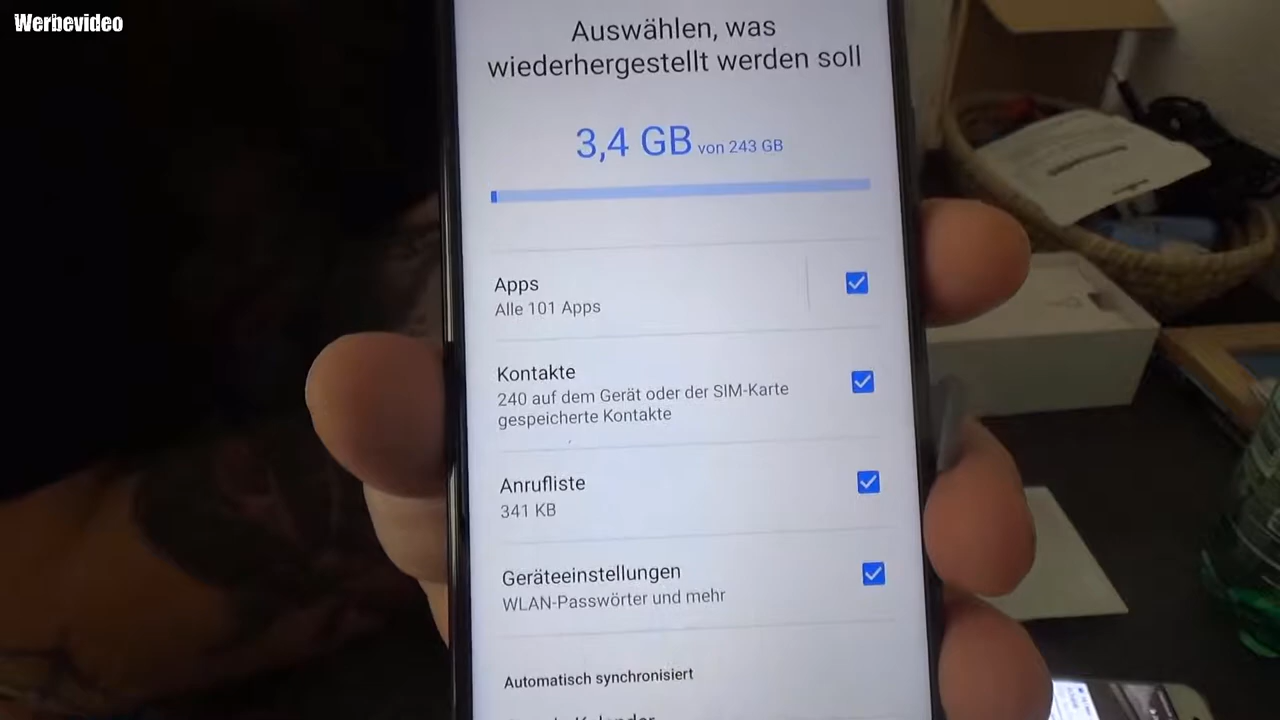 Werbevideo
Auswählen, was
wiederhergestellt werden soll
3,4 GB von 243 GB
Apps
Alle 101 Apps
Kontakte
240 auf dem Gerät oder der SIM-Karte
gespeicherte Kontakte
Anrufliste
341 KB
Geräteeinstellungen
WLAN-Passwörter und mehr
Automatisch synchronisiert